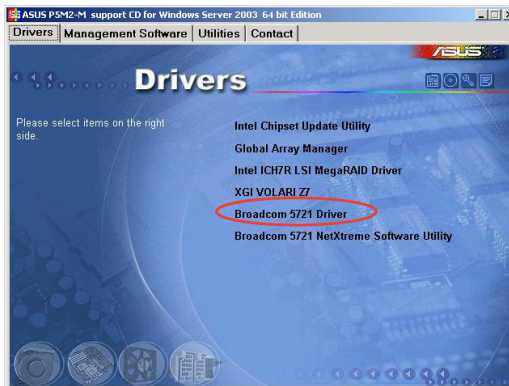 ASUS P5M2-M support CD for Windows Server 2003 64 bit Edition
Drivers Management Software Utilities Contact
ASUS
Drivers
Please select items on the right
side.
Intel Chipset Update Utility
Global Array Manager
Intel ICH7R LSI MegaRAID Driver
XGI VOLARI Z7
Broadcom 5721 Driver
Broadcom 5721 NetXtreme Software Utility